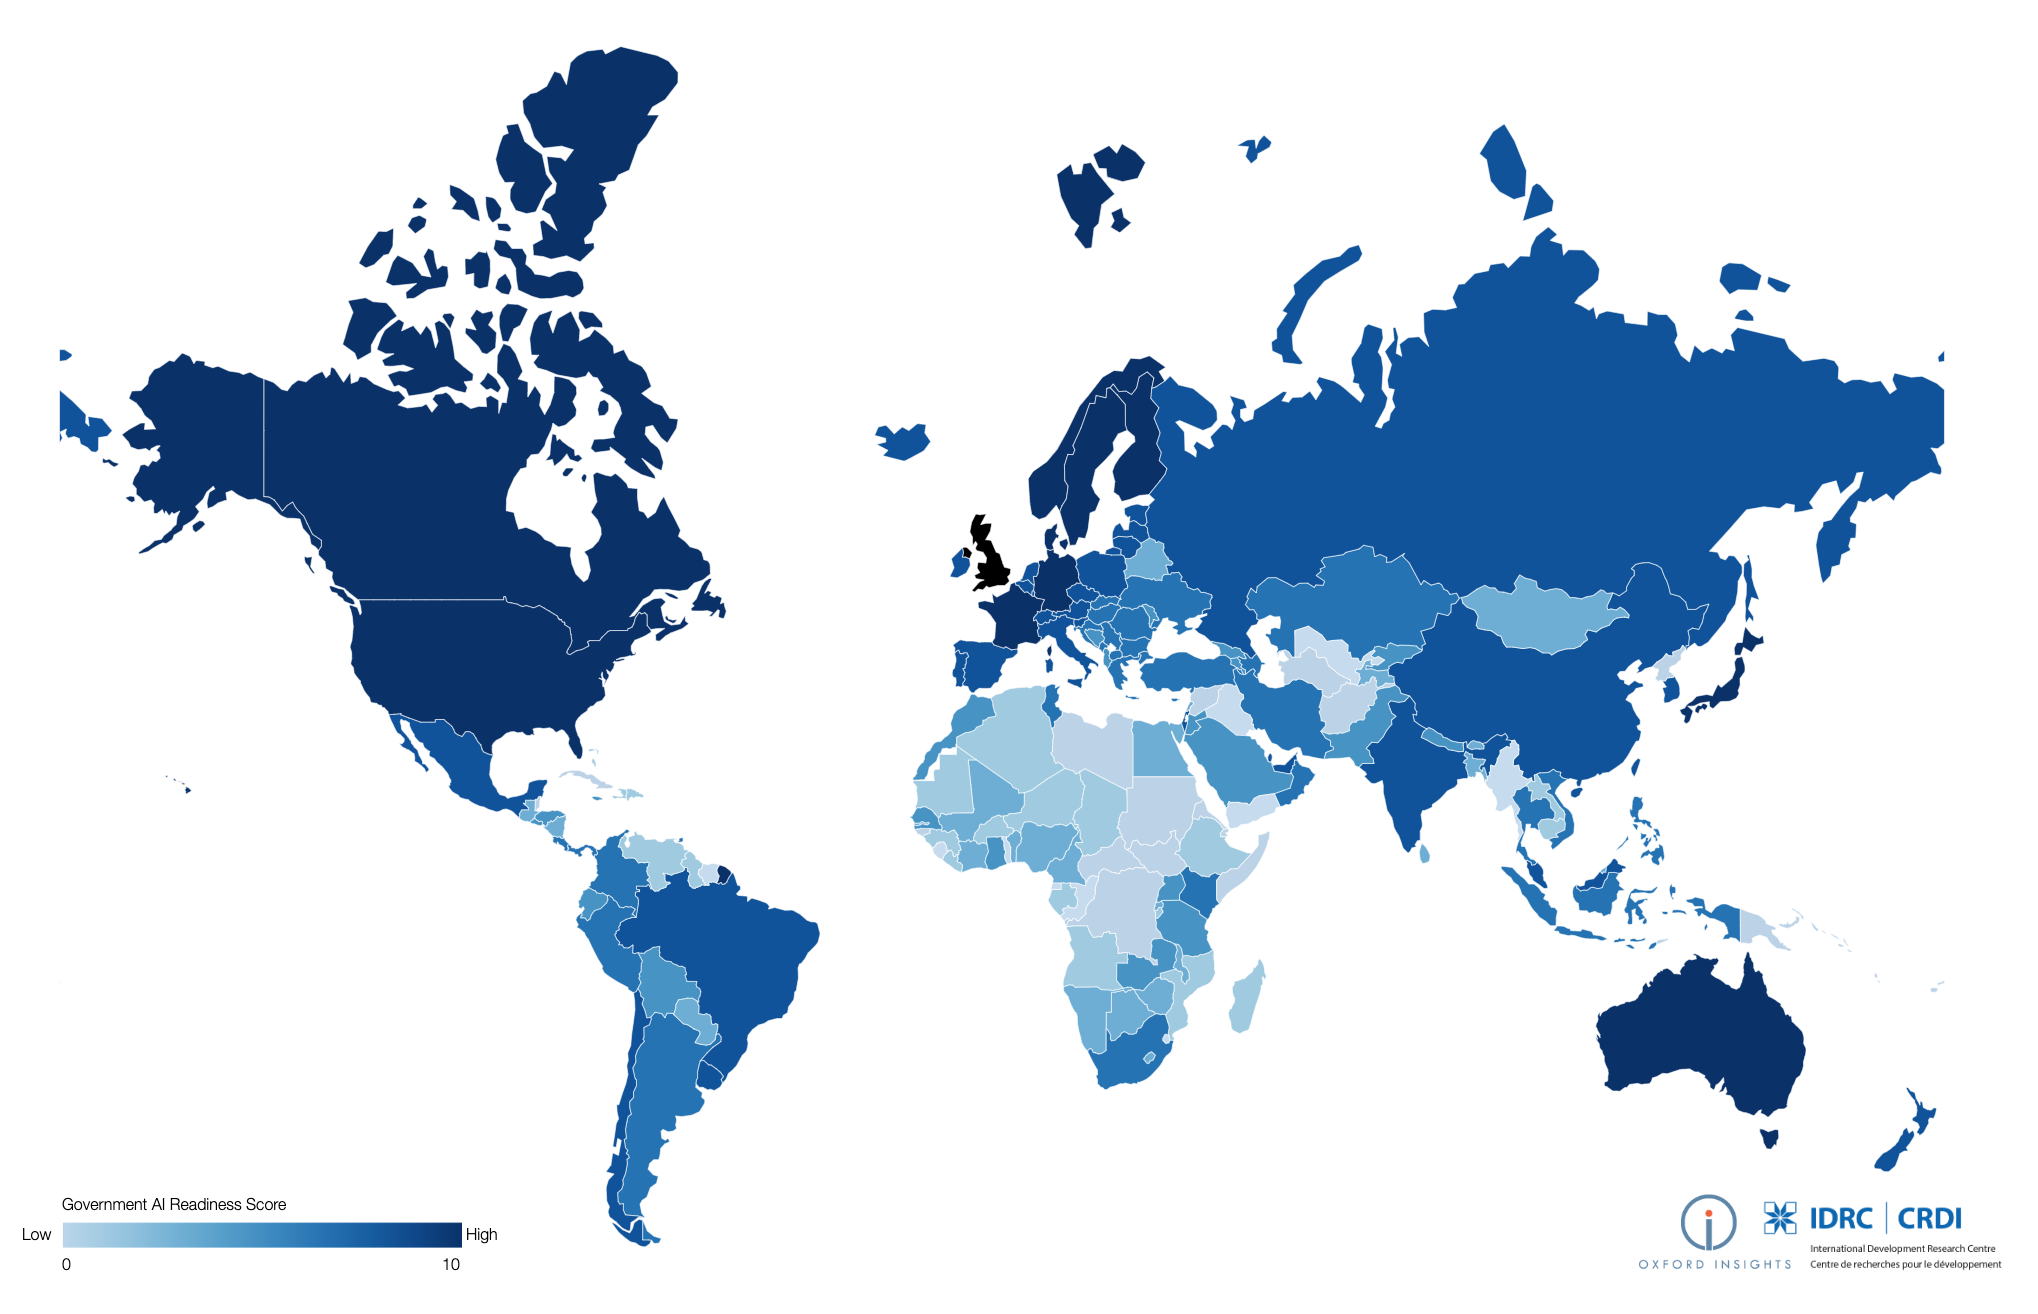 Government AI Readiness Score
Low
High
0
10
OXFORD INSIGHTS
IDRC | CRDI
International Development Research Centre
Centre de recherches pour le développement